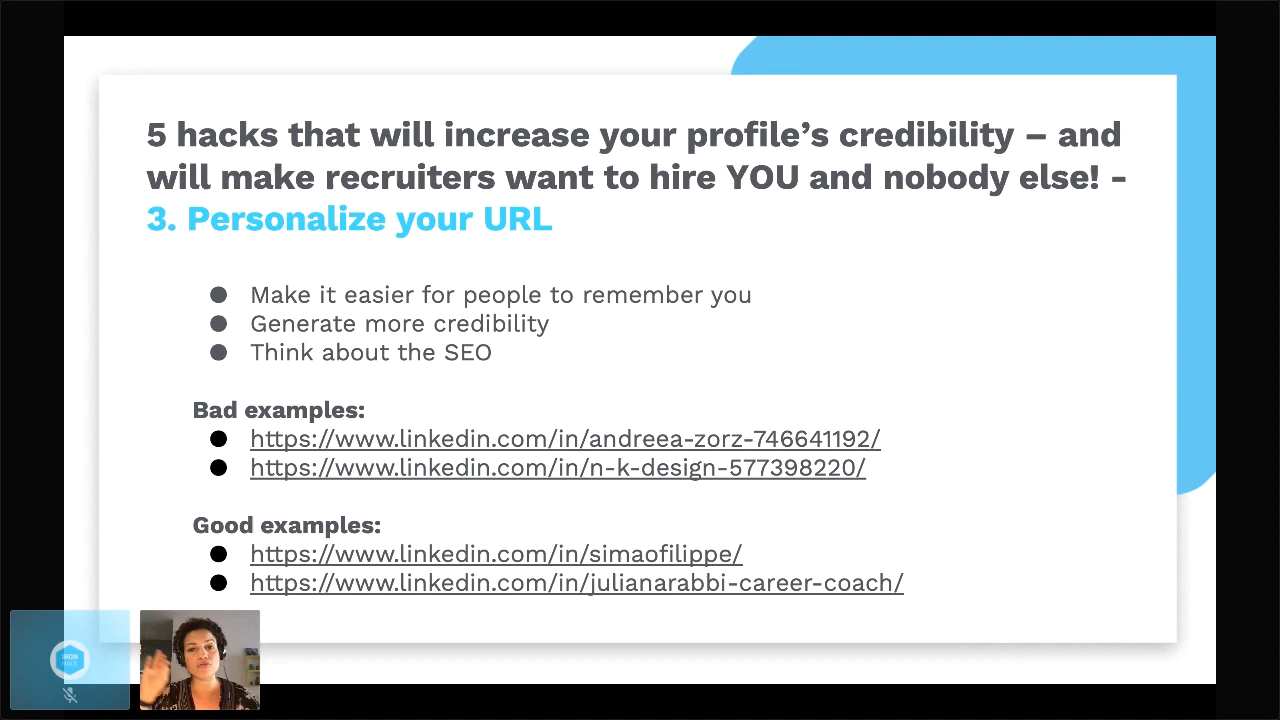 5 hacks that will increase your profile’s credibility – and
will make recruiters want to hire YOU and nobody else! -
3. Personalize your URL
● Make it easier for people to remember you
● Generate more credibility
● Think about the SEO
Bad examples:
● https://www.linkedin.com/in/andreea-zorz-746641192/
● https://www.linkedin.com/in/n-k-design-577398220/
Good examples:
● https://www.linkedin.com/in/simaofilippe/
● https://www.linkedin.com/in/julianarabbi-career-coach/
IRON
HACK